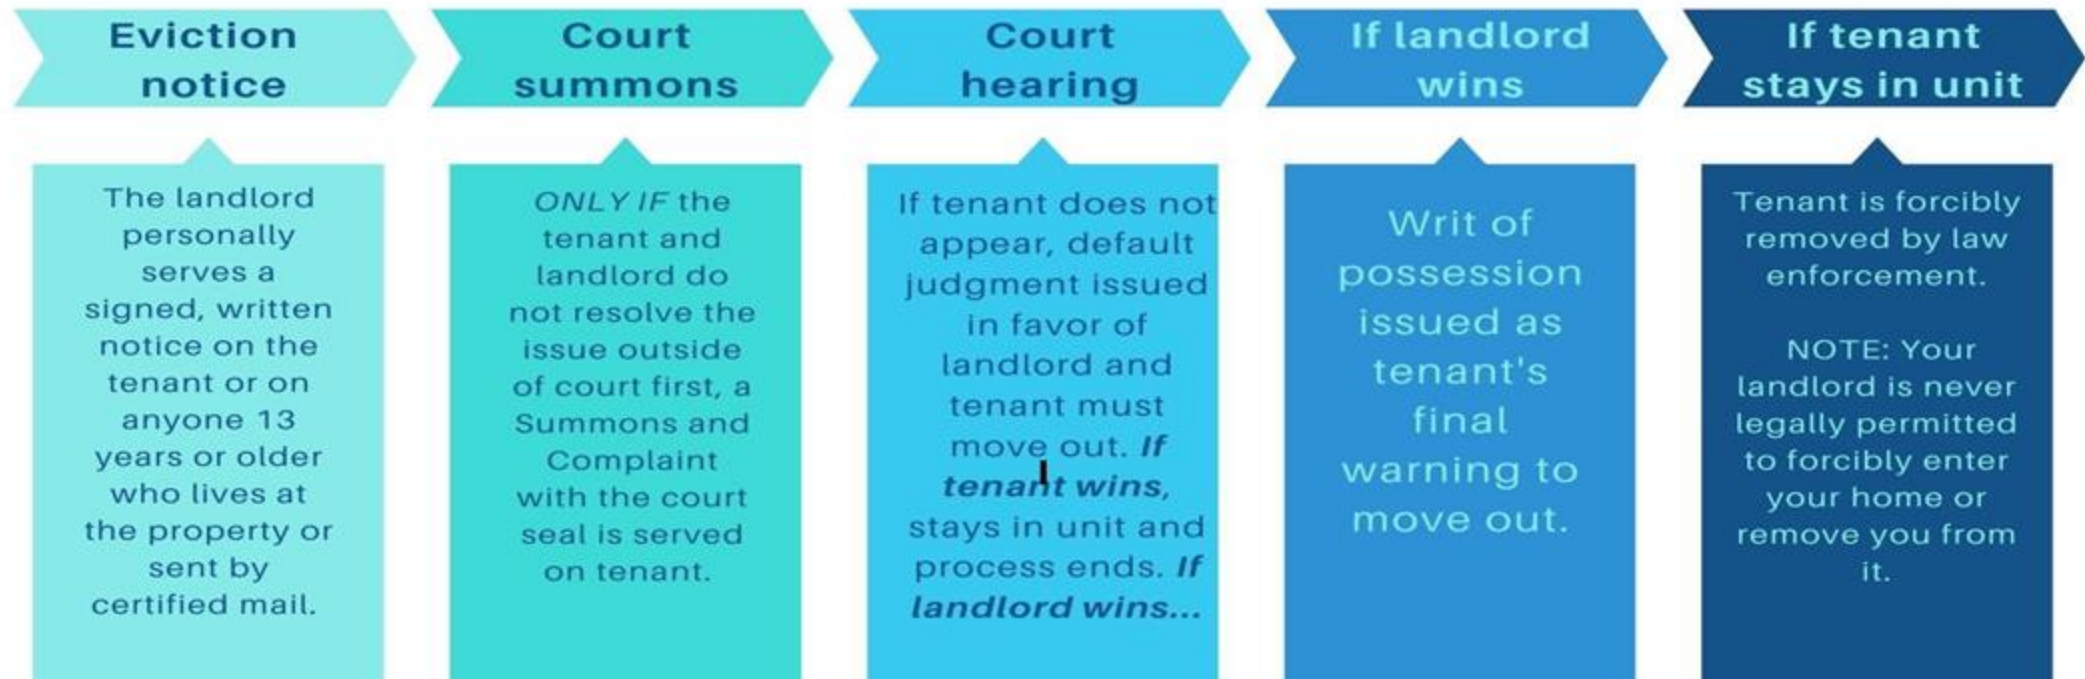 Eviction
notice
The landlord
personally
serves a
signed, written
notice on the
tenant or on
anyone 13
years or older
who lives at
the property or
sent by
certified mail.
Court
summons
ONLY IF the
tenant and
landlord do
not resolve the
issue outside
of court first, a
Summons and
Complaint
with the court
seal is served
on tenant.
Court
hearing
If tenant does not
appear, default
judgment issued
in favor of
landlord and
tenant must
move out. If
tenant wins,
stays in unit and
process ends. If
landlord wins...
If landlord
wins
Writ of
possession
issued as
tenant's
final
warning to
move out.
If tenant
stays in unit
Tenant is forcibly
removed by law
enforcement.
NOTE: Your
landlord is never
legally permitted
to forcibly enter
your home or
remove you from
it.